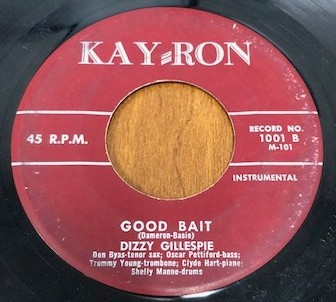 KAY-RON
45 R.P.M.
RECORD NO.
1001 B
M-101
INSTRUMENTAL
GOOD BAIT
(Dameron-Basie)
DIZZY GILLESPIE
Don Byas-tenor sax; Oscar Pettiford-bass;
Trummy Young-trombone; Clyde Hart-piano;
Shelly Manne-drums